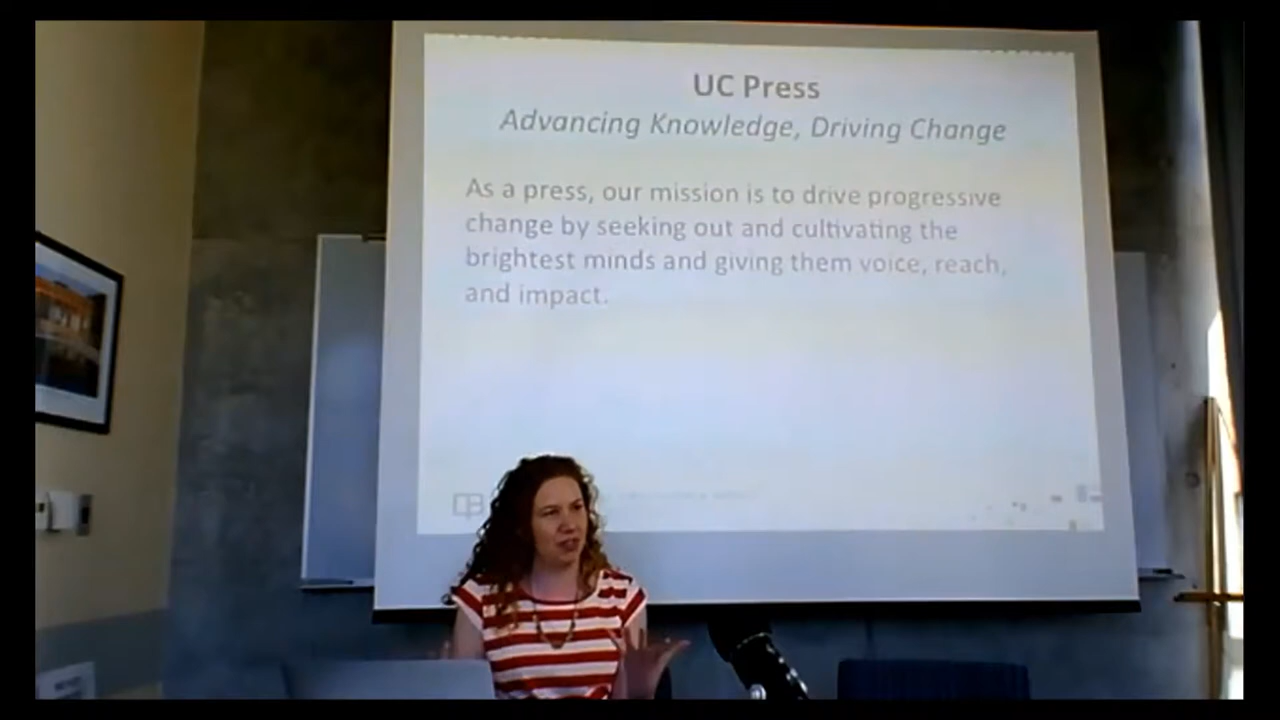 UC Press
Advancing Knowledge, Driving Change
As a press, our mission is to drive progressive
change by seeking out and cultivating the
brightest minds and giving them voice, reach,
and impact.